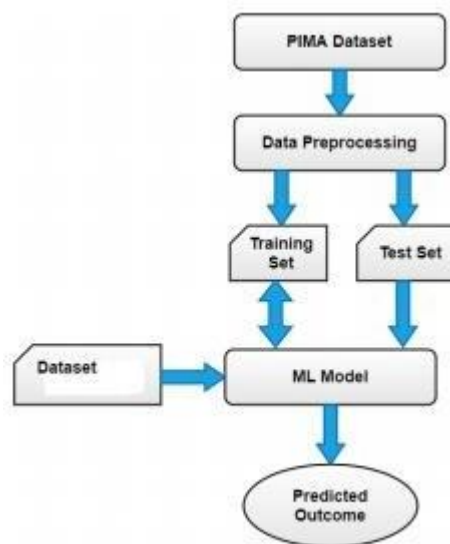 PIMA Dataset
Data Preprocessing
Training
Set
Test Set
Dataset
ML Model
Predicted
Outcome